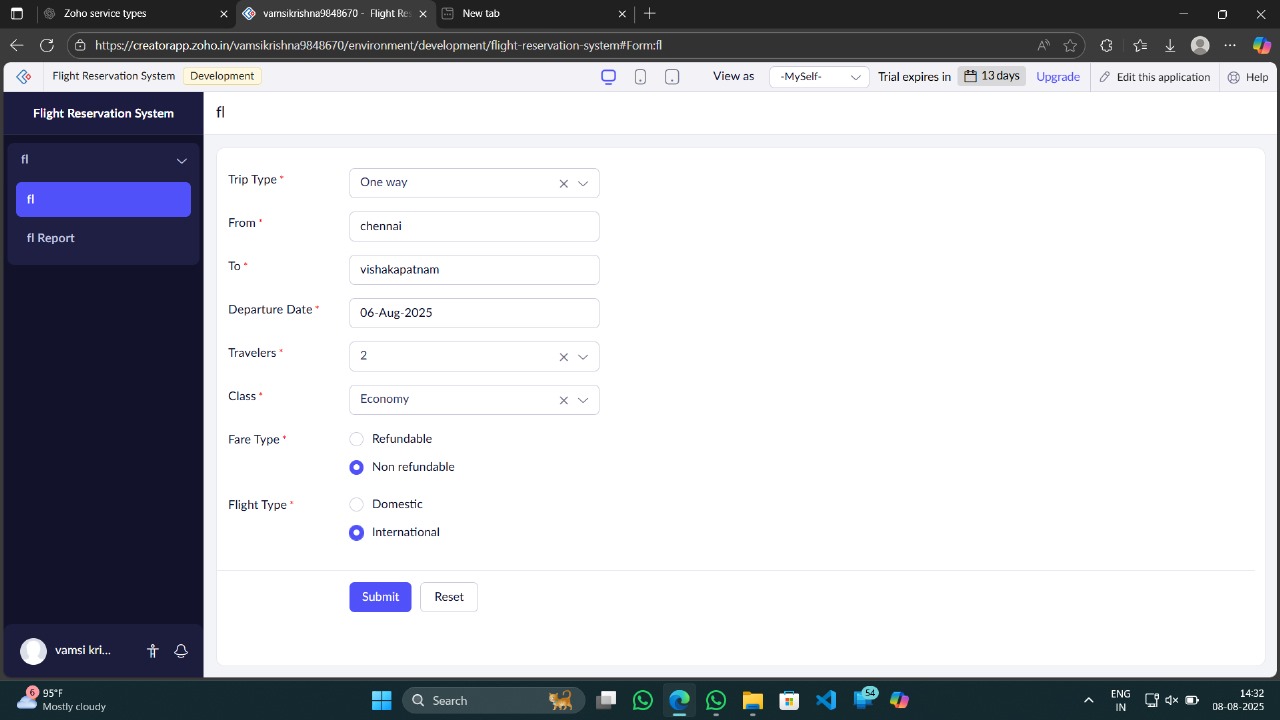 Zoho service types
vamsikrishna9848670 - Flight Re
New tab
https://creatorapp.zoho.in/vamsikrishna9848670/environment/development/flight-reservation-system#Form:fl
Flight Reservation System Development View as -MySelf- Trial expires in 13 days Upgrade Edit this application Help
Flight Reservation System
fl
fl
fl
fl Report
Trip Type * One way
From * chennai
To * vishakapatnam
Departure Date * 06-Aug-2025
Travelers * 2
Class * Economy
Fare Type * Refundable
Non refundable
Flight Type * Domestic
International
Submit Reset
vamsi kri...
6
95°F
Mostly cloudy
Search
54
ENG
IN
14:32
08-08-2025